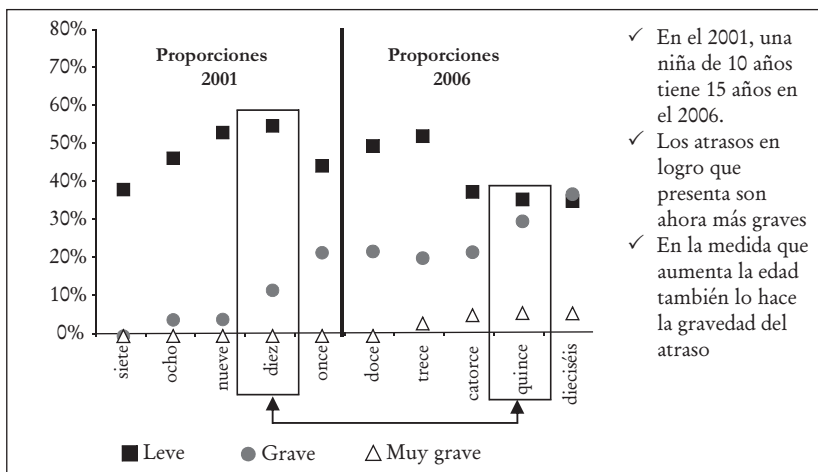 80%
70%
60%
50%
40%
30%
20%
10%
0%
Proporciones
2001
Proporciones
2006
siete
ocho
nueve
diez
once
doce
trece
catorce
quince
dieciséis
Leve
Grave
Muy grave
✓ En el 2001, una
niña de 10 años
tiene 15 años en
el 2006.
✓ Los atrasos en
logro que
presenta son
ahora más graves
✓ En la medida que
aumenta la edad
también lo hace
la gravedad del
atraso